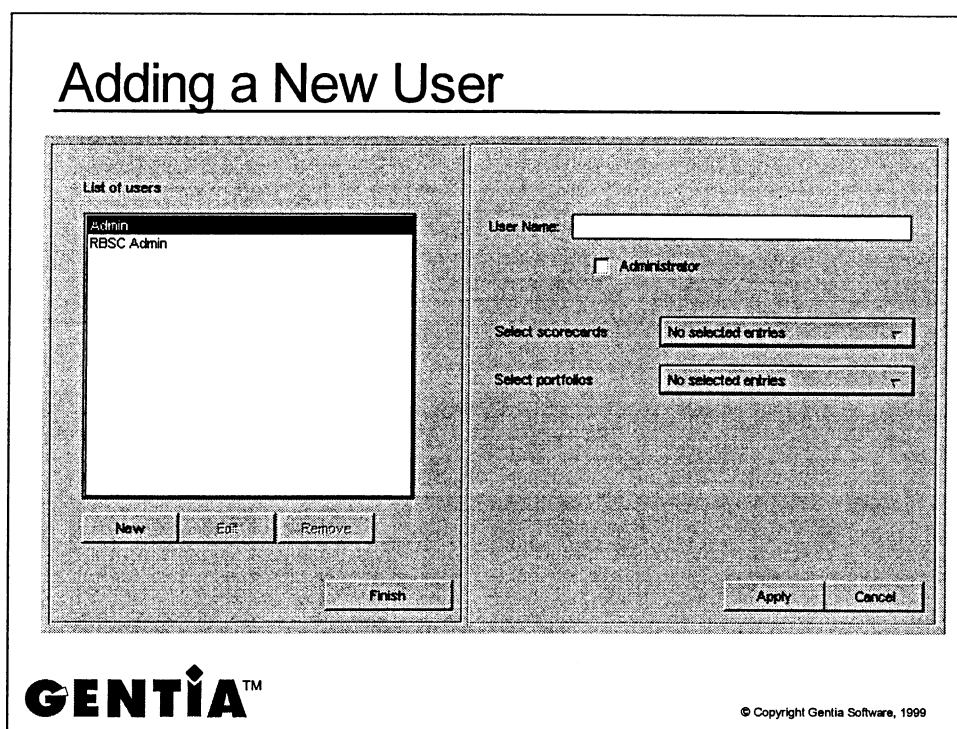 Adding a New User
List of users
Admin
RBSC Admin
New Edit Remove
Finish
User Name:
Administrator
Select scorecards No selected entries
Select portfolios No selected entries
Apply Cancel
GENTIA™
© Copyright Gentia Software, 1999